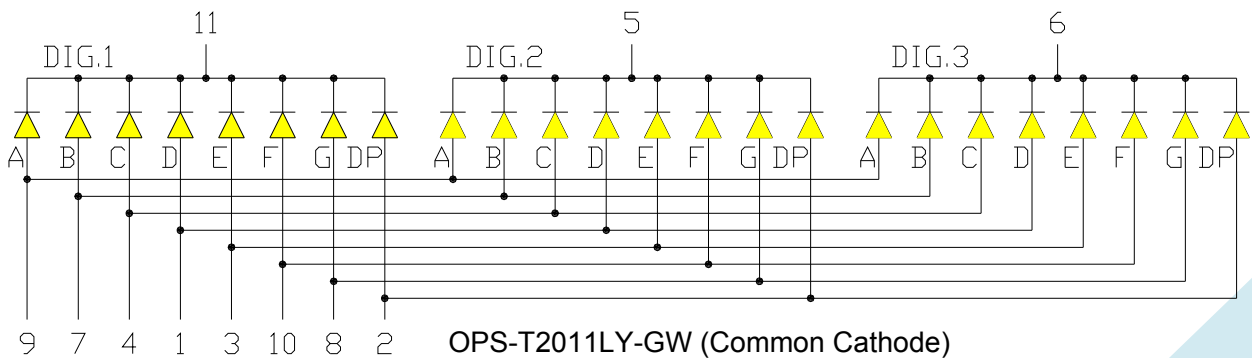 11 5 6
DIG.1 DIG.2 DIG.3
A B C D E F G DP A B C D E F G DP A B C D E F G DP
9 7 4 1 3 10 8 2 OPS-T2011LY-GW (Common Cathode)